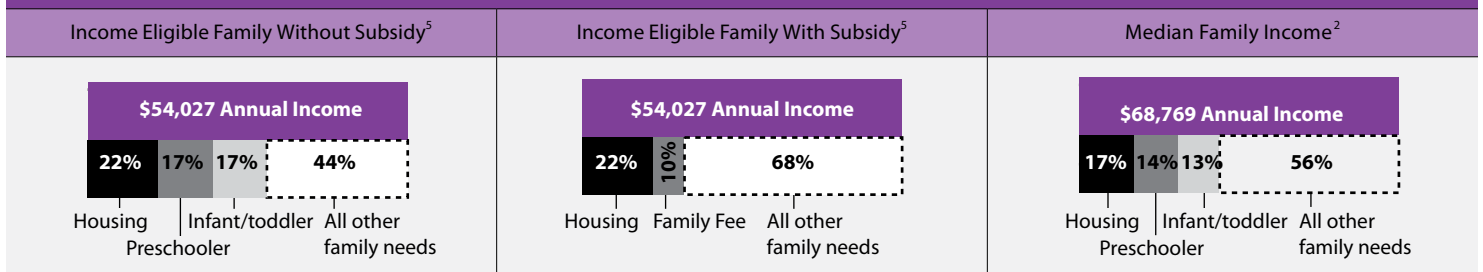 Income Eligible Family Without Subsidy5
$54,027 Annual Income
22% 17% 17% 44%
Housing Infant/toddler All other
Preschooler family needs
Income Eligible Family With Subsidy5
$54,027 Annual Income
22% 10% 68%
Housing Family Fee All other
family needs
Median Family Income2
$68,769 Annual Income
17% 14% 13% 56%
Housing Infant/toddler All other
Preschooler family needs